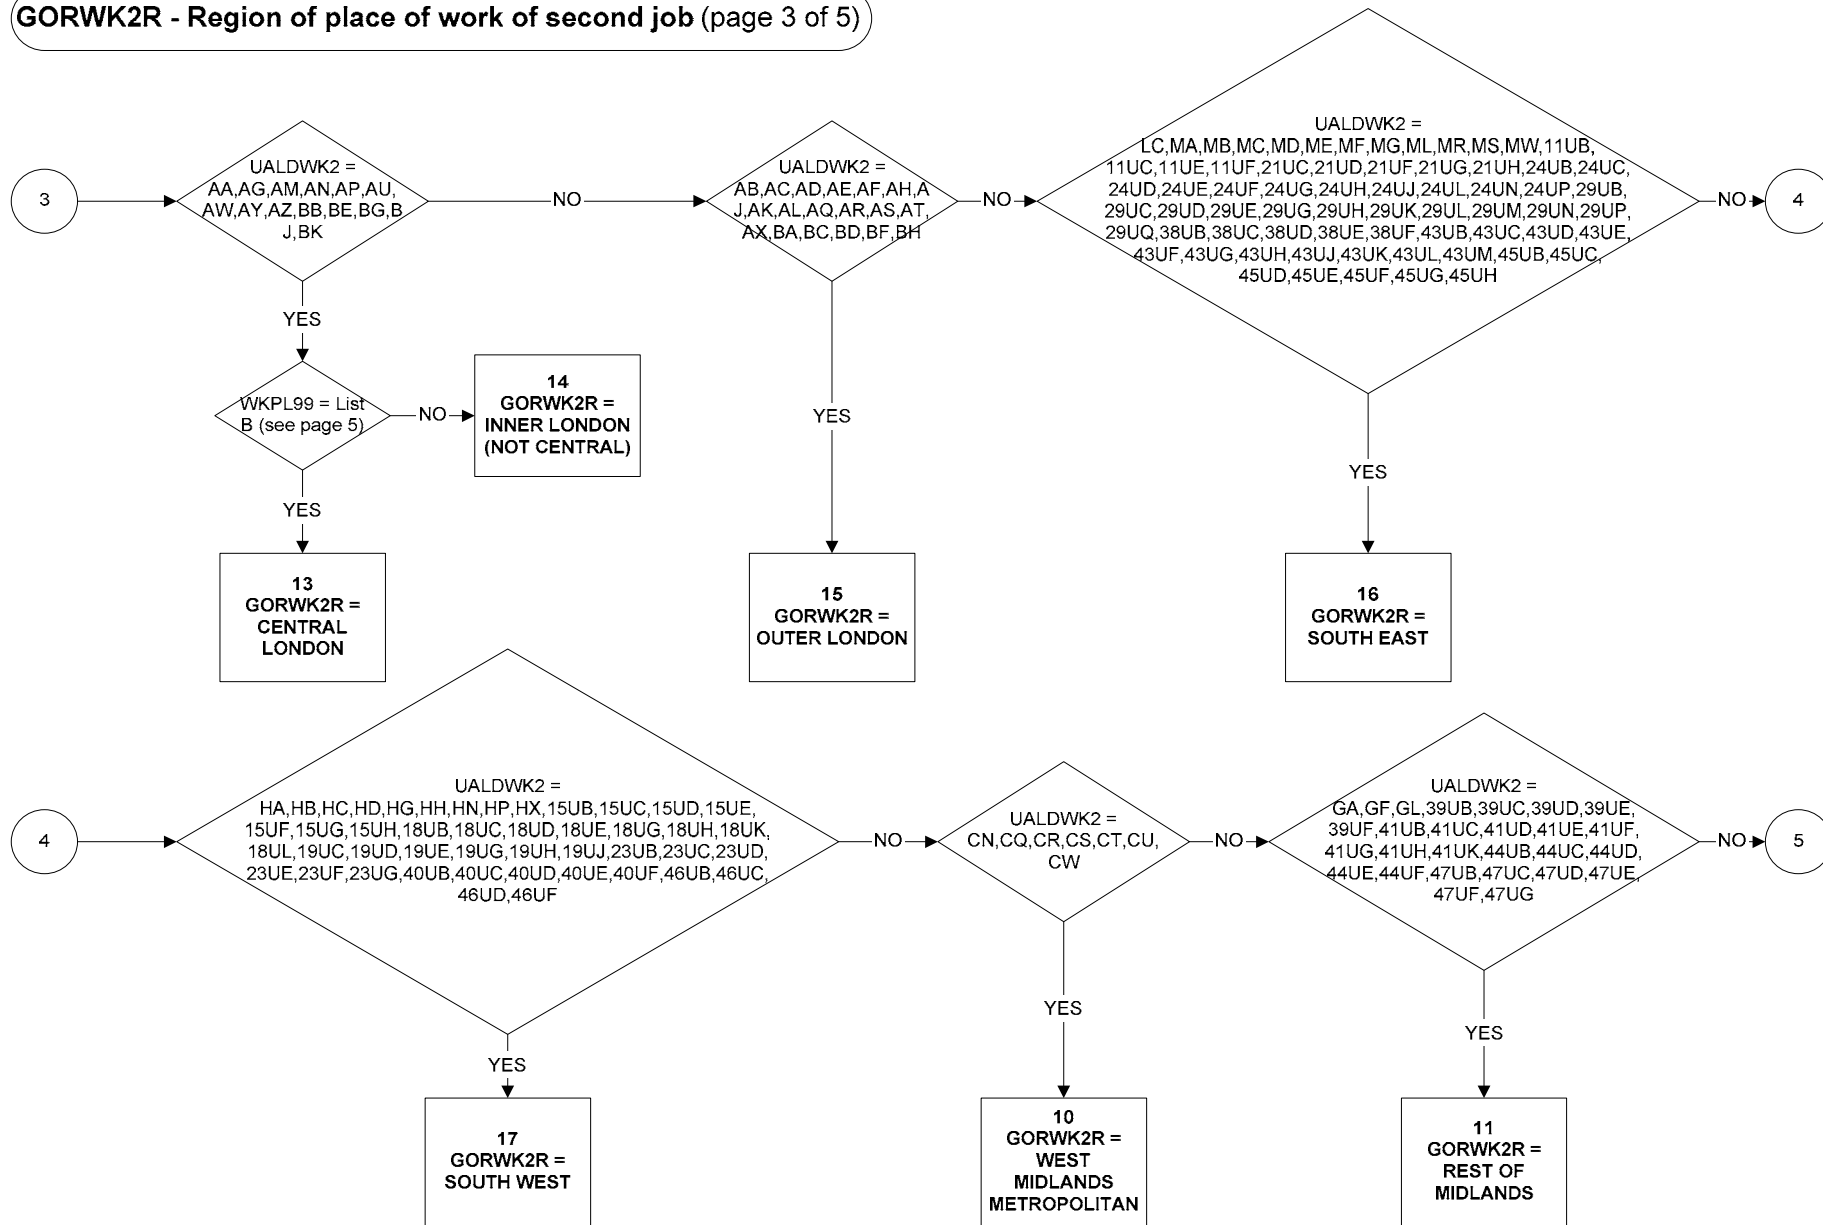 GORWK2R - Region of place of work of second job (page 3 of 5)
3
UALDWK2 =
AA,AG,AM,AN,AP,AU,
AW,AY,AZ,BB,BE,BG,B
J,BK
NO
UALDWK2 =
AB,AC,AD,AE,AF,AH,A
J,AK,AL,AQ,AR,AS,AT,
AX,BA,BC,BD,BF,BH
NO
UALDWK2 =
LC,MA,MB,MC,MD,ME,MF,MG,ML,MR,MS,MW,11UB,
11UC,11UE,11UF,21UC,21UD,21UF,21UG,21UH,24UB,24UC,
24UD,24UE,24UF,24UG,24UH,24UJ,24UL,24UN,24UP,29UB,
29UC,29UD,29UE,29UG,29UH,29UK,29UL,29UM,29UN,29UP,
29UQ,38UB,38UC,38UD,38UE,38UF,43UB,43UC,43UD,43UE,
43UF,43UG,43UH,43UJ,43UK,43UL,43UM,45UB,45UC,
45UD,45UE,45UF,45UG,45UH
NO
4
YES
WKPL99 = List
B (see page 5)
NO
14
GORWK2R =
INNER LONDON
(NOT CENTRAL)
YES
YES
YES
13
GORWK2R =
CENTRAL
LONDON
15
GORWK2R =
OUTER LONDON
16
GORWK2R =
SOUTH EAST
4
UALDWK2 =
HA,HB,HC,HD,HG,HH,HN,HP,HX,15UB,15UC,15UD,15UE,
15UF,15UG,15UH,18UB,18UC,18UD,18UE,18UG,18UH,18UK,
18UL,19UC,19UD,19UE,19UG,19UH,19UJ,23UB,23UC,23UD,
23UE,23UF,23UG,40UB,40UC,40UD,40UE,40UF,46UB,46UC,
46UD,46UF
NO
UALDWK2 =
CN,CQ,CR,CS,CT,CU,
CW
NO
UALDWK2 =
GA,GF,GL,39UB,39UC,39UD,39UE,
39UF,41UB,41UC,41UD,41UE,41UF,
41UG,41UH,41UK,44UB,44UC,44UD,
44UE,44UF,47UB,47UC,47UD,47UE,
47UF,47UG
NO
5
YES
YES
YES
17
GORWK2R =
SOUTH WEST
10
GORWK2R =
WEST
MIDLANDS
METROPOLITAN
11
GORWK2R =
REST OF
MIDLANDS